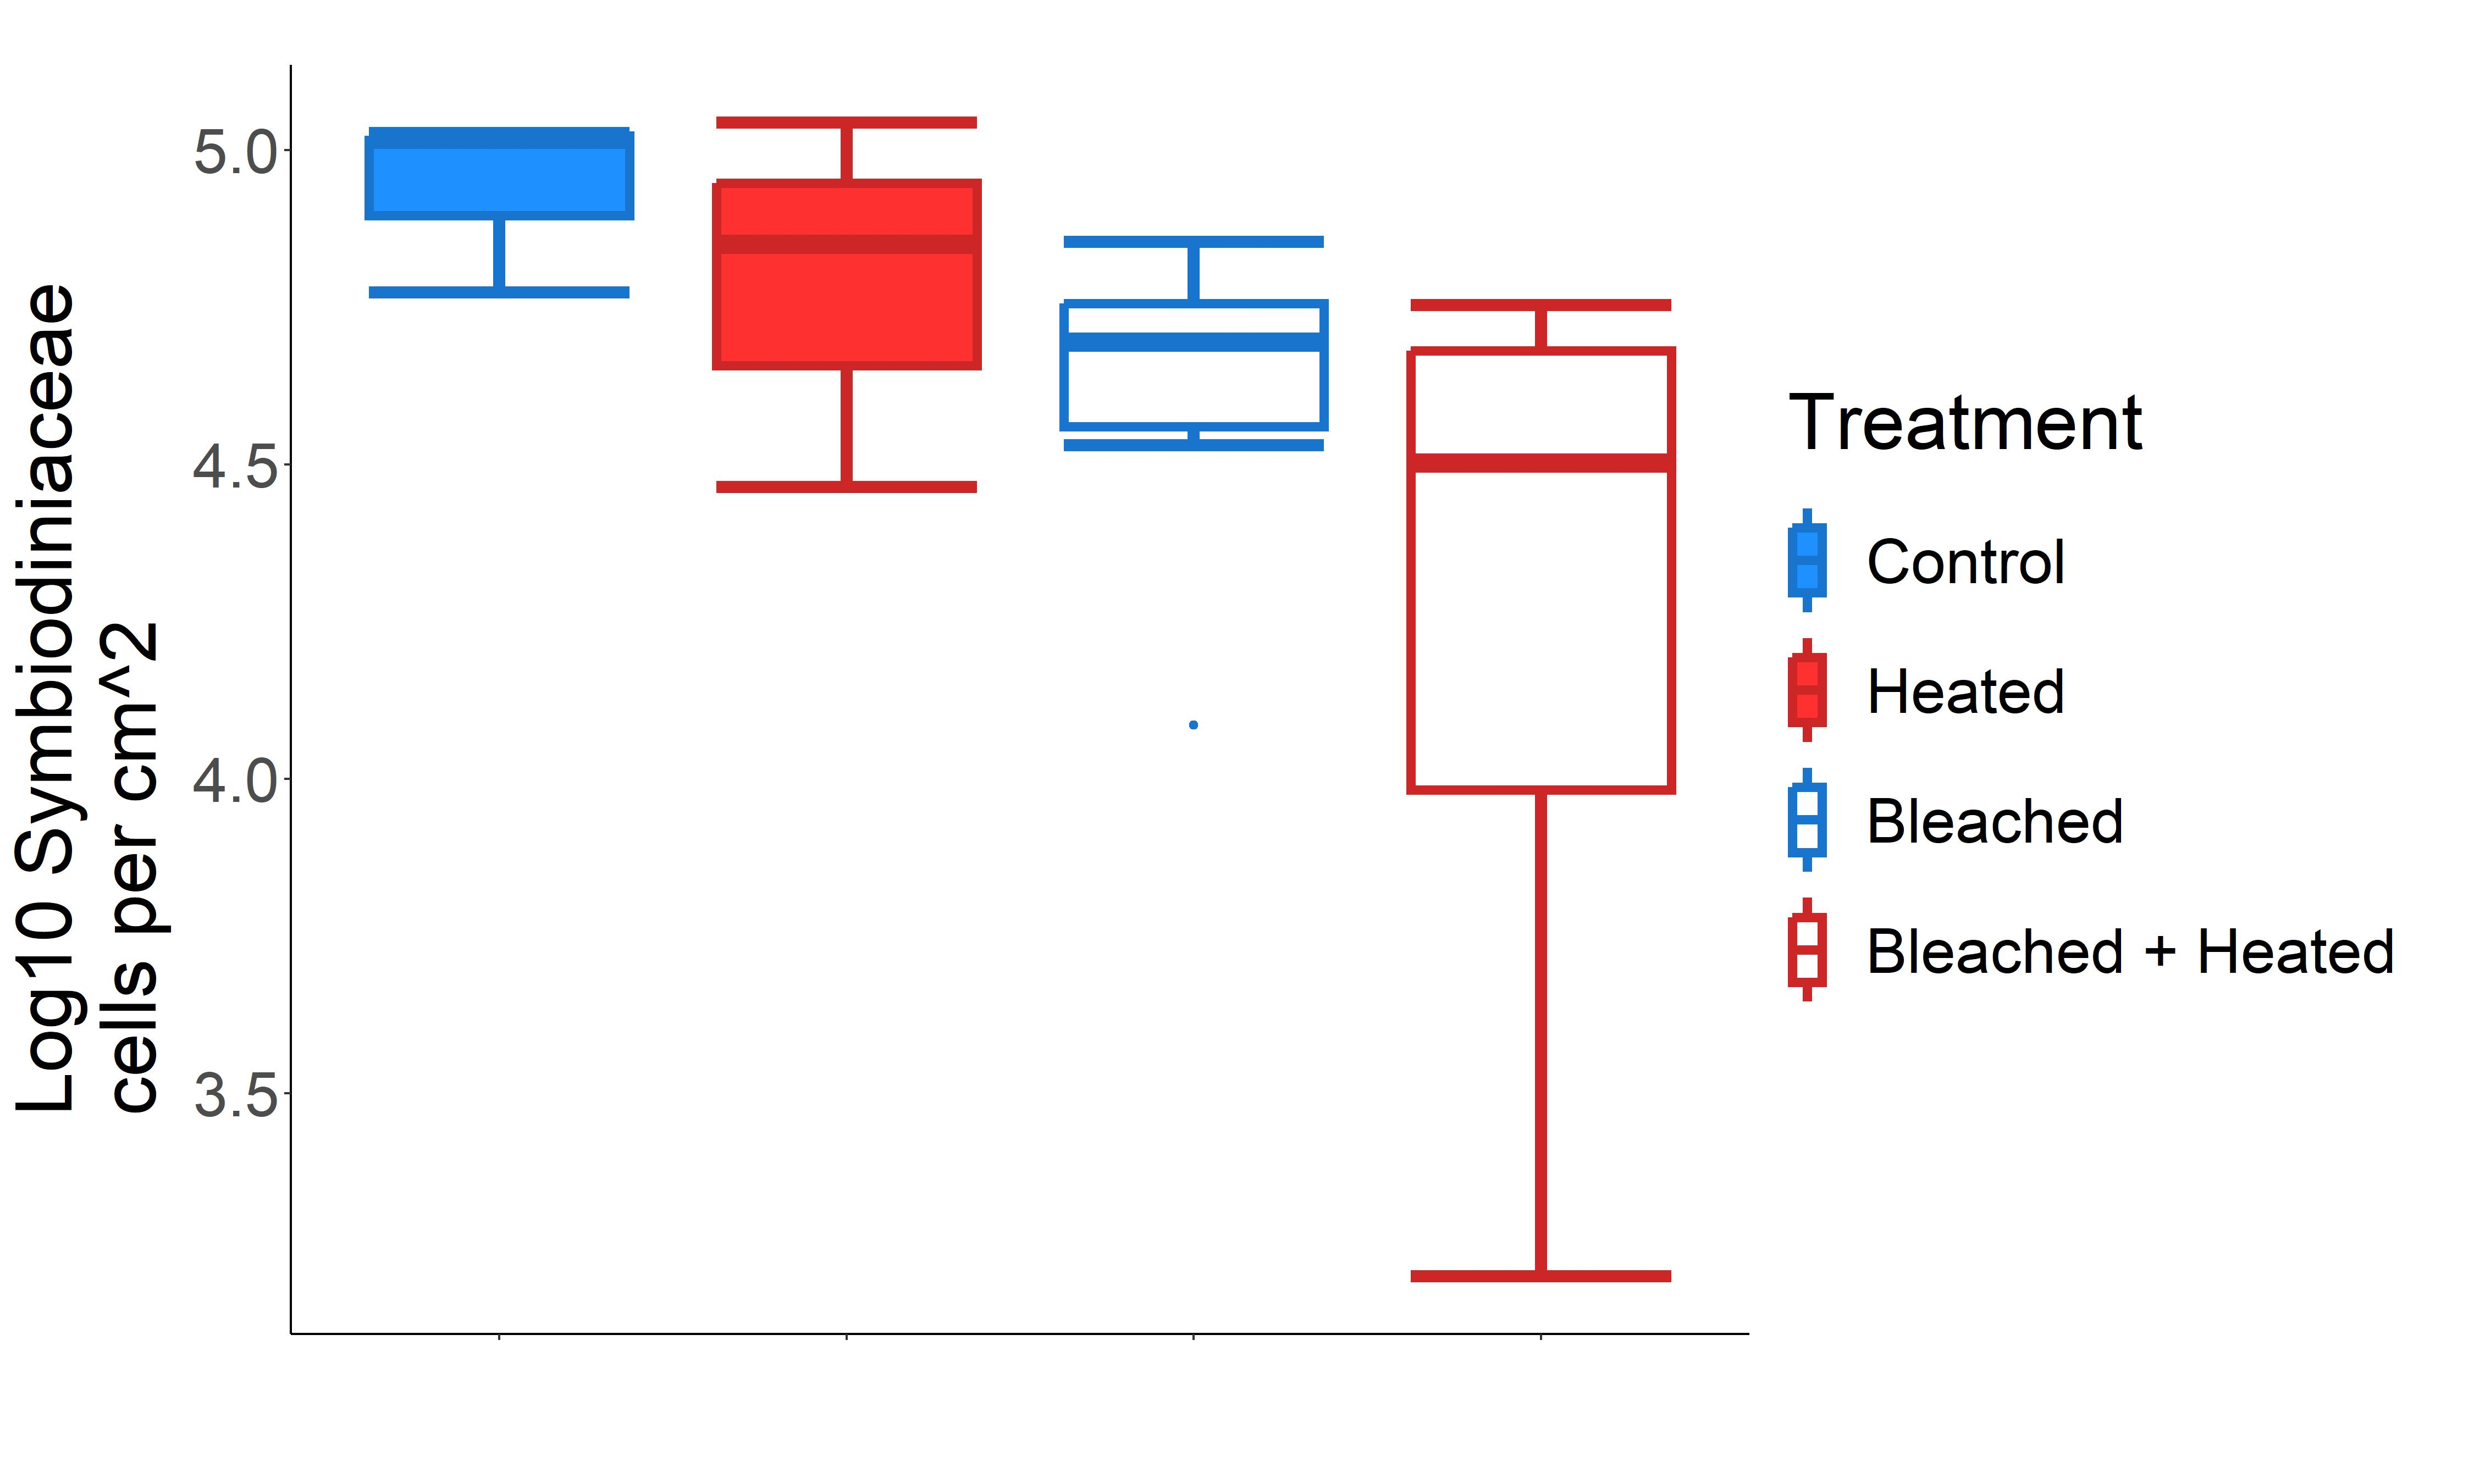 Log10 Symbiodiniaceae
cells per cm^2
5.0
4.5
4.0
3.5
Treatment
Control
Heated
Bleached
Bleached + Heated